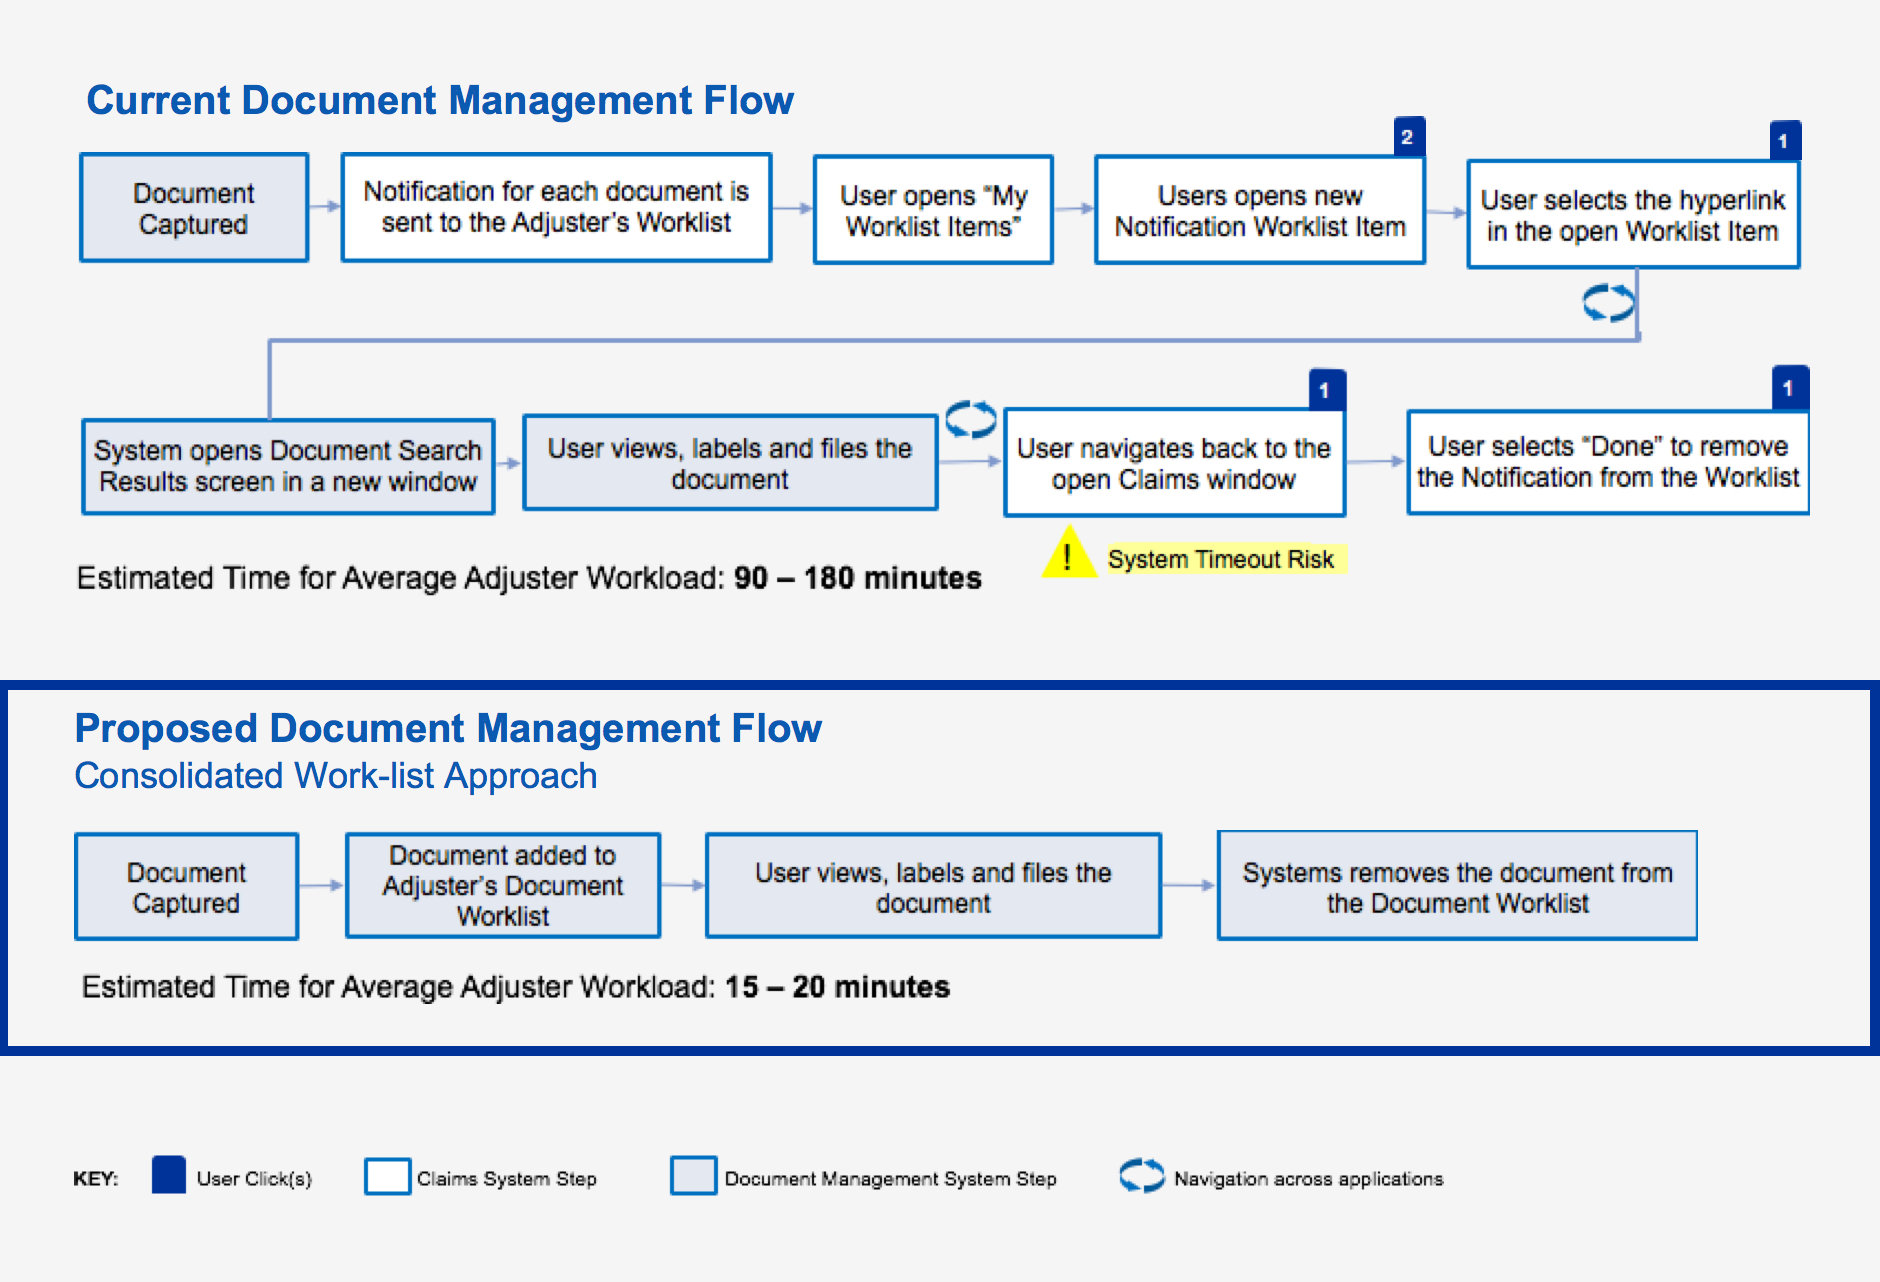 Current Document Management Flow
2
1
Document
Captured
Notification for each document is
sent to the Adjuster’s Worklist
User opens “My
Worklist Items”
Users opens new
Notification Worklist Item
User selects the hyperlink
in the open Worklist Item
1
1
System opens Document Search
Results screen in a new window
User views, labels and files the
document
User navigates back to the
open Claims window
User selects “Done” to remove
the Notification from the Worklist
! System Timeout Risk
Estimated Time for Average Adjuster Workload: 90 – 180 minutes
Proposed Document Management Flow
Consolidated Work-list Approach
Document
Captured
Document added to
Adjuster’s Document
Worklist
User views, labels and files the
document
Systems removes the document from
the Document Worklist
Estimated Time for Average Adjuster Workload: 15 – 20 minutes
KEY: User Click(s) Claims System Step Document Management System Step Navigation across applications